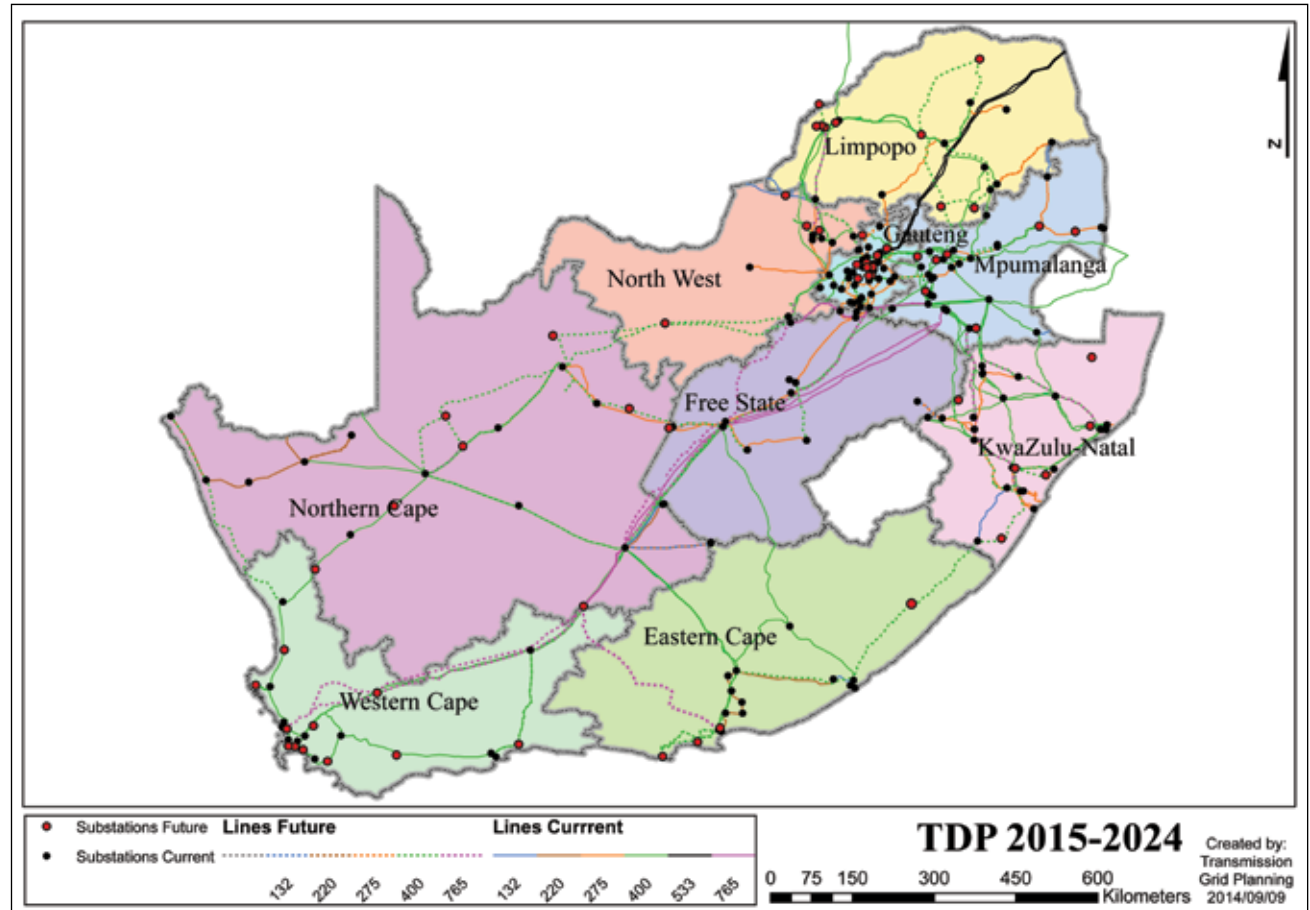 Z
Limpopo
Gauteng
Mpumalanga
North West
Free State
KwaZulu-Natal
Northern Cape
Eastern Cape
Western Cape
Substations Future
Substations Current
Lines Future
132
220
275
400
765
Lines Currrent
132
220
275
400
533
765
TDP 2015-2024
0 75 150 300 450 600
Kilometers
Created by:
Transmission
Grid Planning
2014/09/09